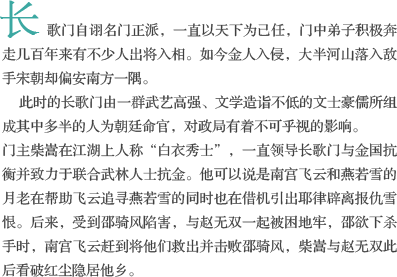 长歌门自诩名门正派，一直以天下为己任，门中弟子积极奔
走几百年来有不少人出将入相。如今金人入侵，大半河山落入敌
手宋朝却偏安南方一隅。
此时的长歌门由一群武艺高强、文学造诣不低的文士豪儒所组
成其中多半的人为朝廷命官，对政局有着不可乎视的影响。
门主柴嵩在江湖上人称“白衣秀士”，一直领导长歌门与金国抗
衡并致力于联合武林人士抗金。他可以说是南宫飞云和燕若雪的
月老在帮助飞云追寻燕若雪的同时也在借机引出耶律辟离报仇雪
恨。后来，受到邵骑风陷害，与赵无双一起被困地牢，邵欲下杀
手时，南宫飞云赶到将他们救出并击败邵骑风，柴嵩与赵无双此
后看破红尘隐居他乡。